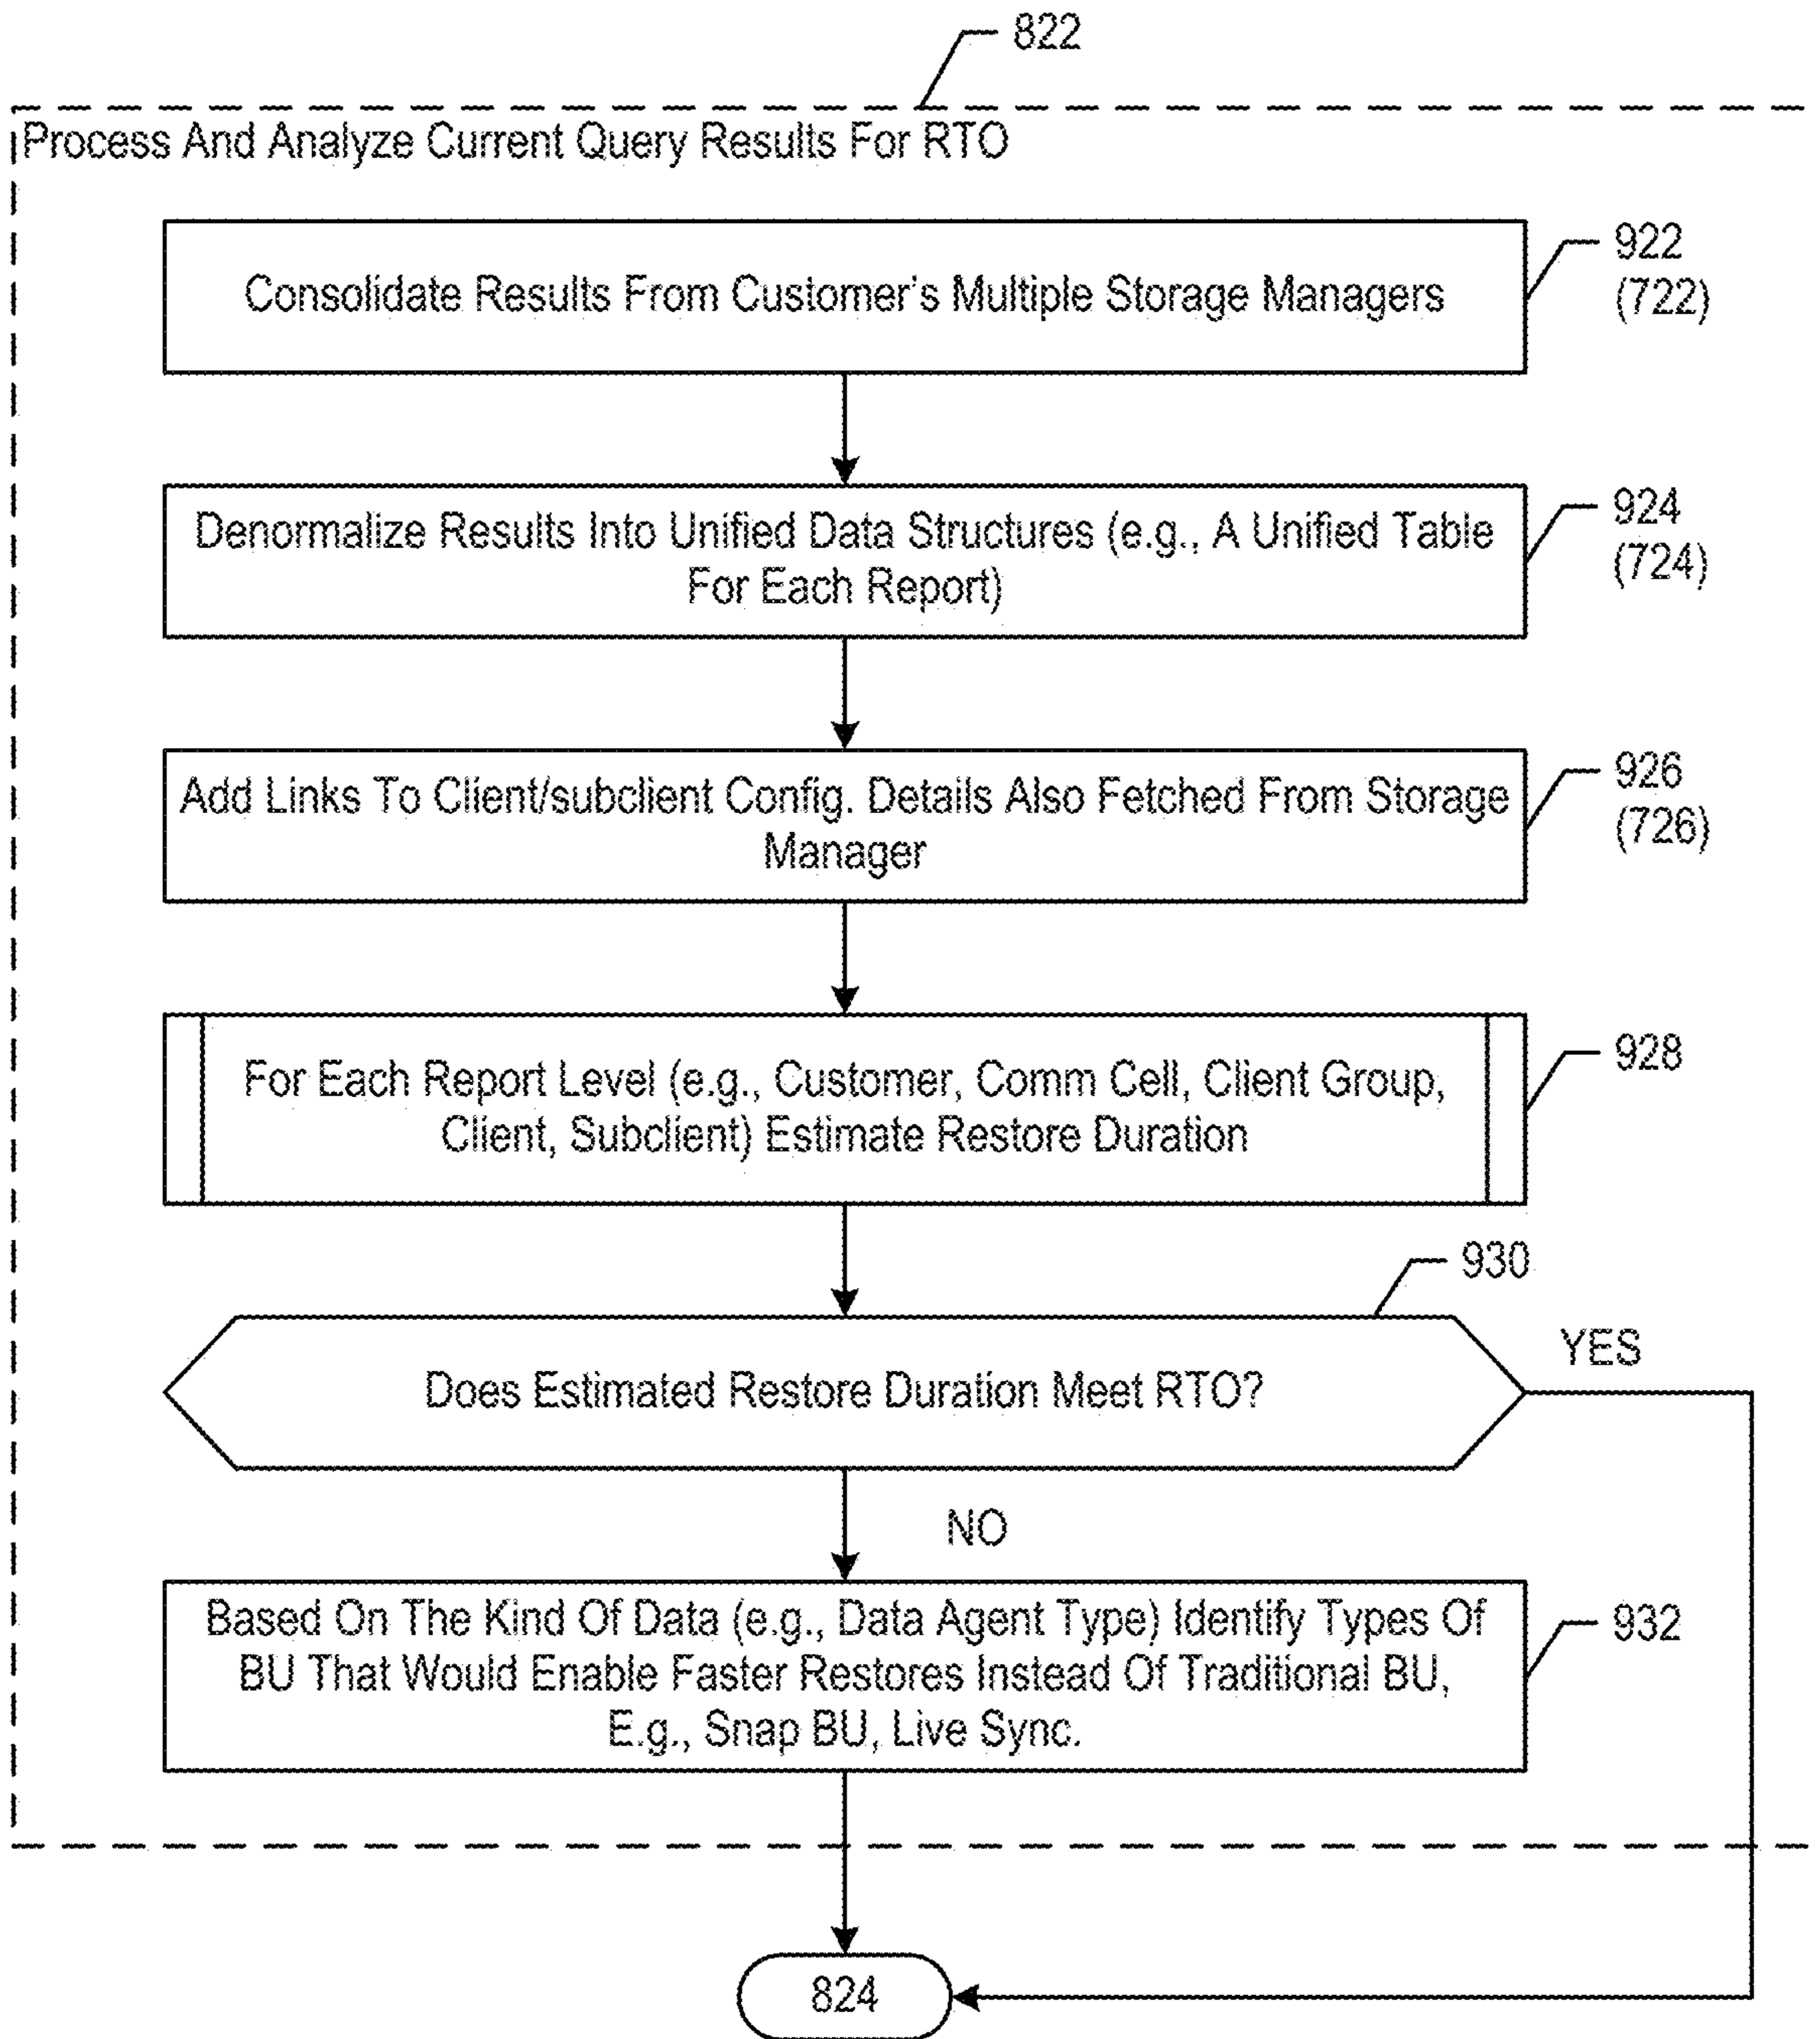 822
Process And Analyze Current Query Results For RTO
Consolidate Results From Customer's Multiple Storage Managers
922
(722)
Denormalize Results Into Unified Data Structures (e.g., A Unified Table
For Each Report)
924
(724)
Add Links To Client/subclient Config. Details Also Fetched From Storage
Manager
926
(726)
For Each Report Level (e.g., Customer, Comm Cell, Client Group,
Client, Subclient) Estimate Restore Duration
928
930
Does Estimated Restore Duration Meet RTO?
YES
NO
Based On The Kind Of Data (e.g., Data Agent Type) Identify Types Of
BU That Would Enable Faster Restores Instead Of Traditional BU,
E.g., Snap BU, Live Sync.
932
824